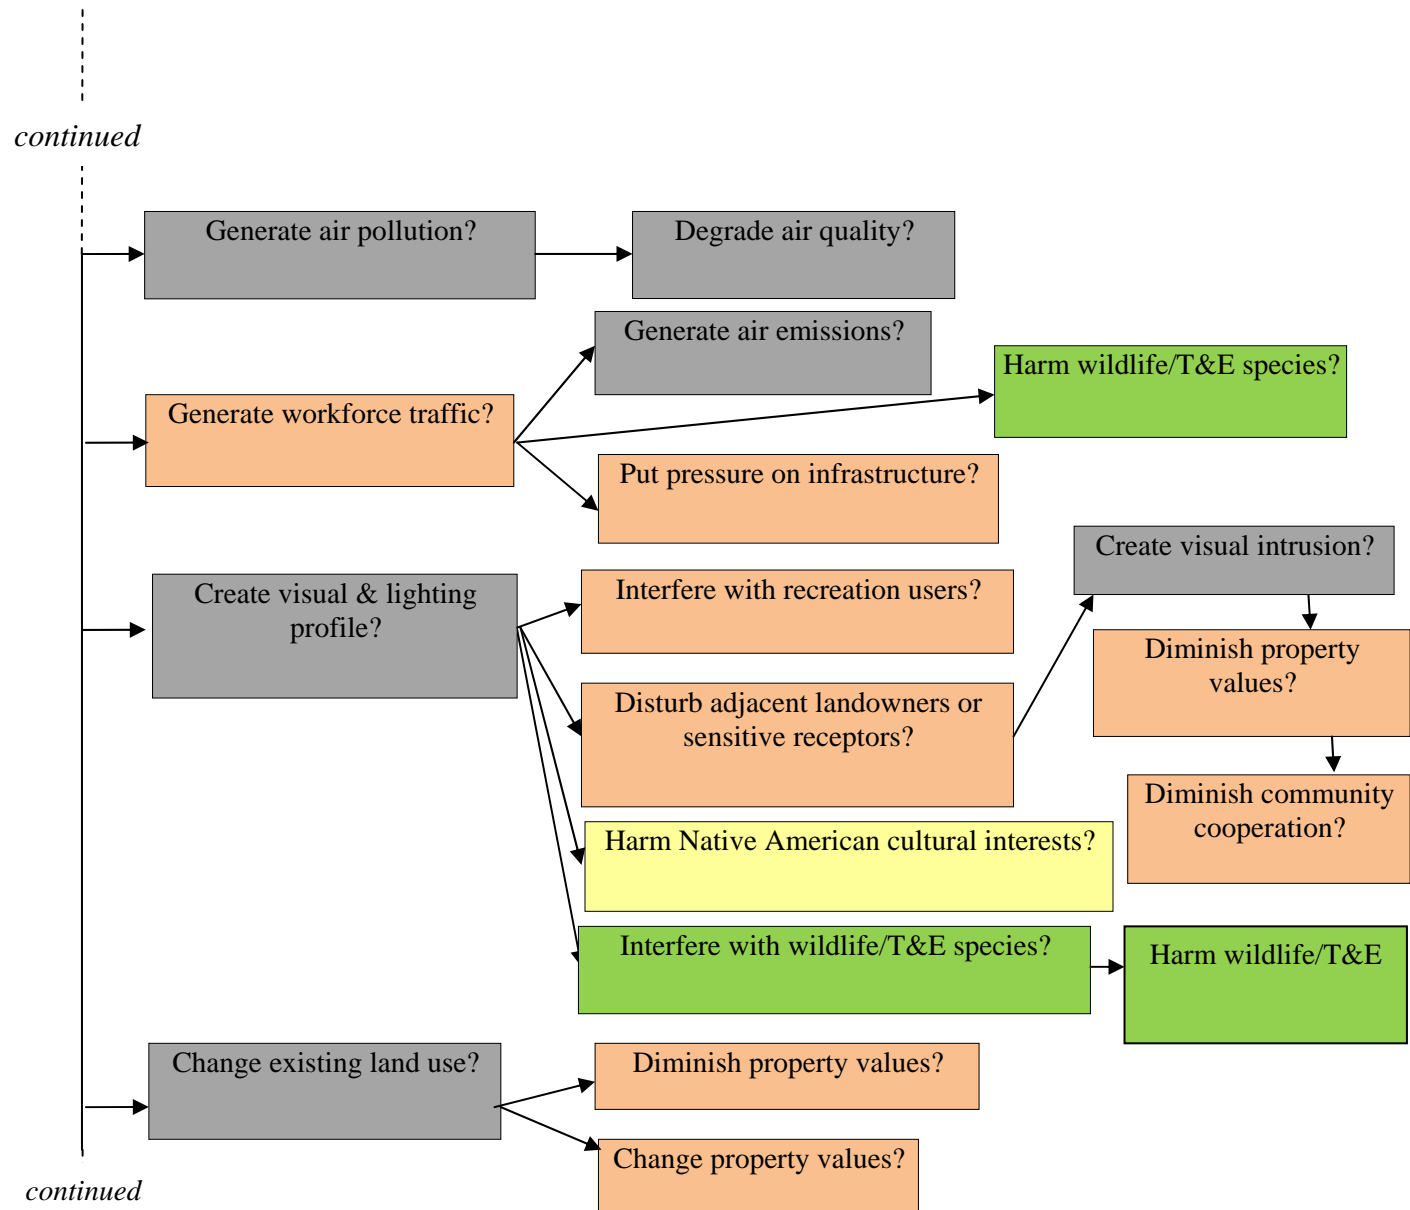 continued
Generate air pollution?
Degrade air quality?
Generate air emissions?
Harm wildlife/T&E species?
Generate workforce traffic?
Put pressure on infrastructure?
Create visual intrusion?
Create visual & lighting
profile?
Interfere with recreation users?
Diminish property
values?
Disturb adjacent landowners or
sensitive receptors?
Diminish community
cooperation?
Harm Native American cultural interests?
Interfere with wildlife/T&E species?
Harm wildlife/T&E
Change existing land use?
Diminish property values?
Change property values?
continued